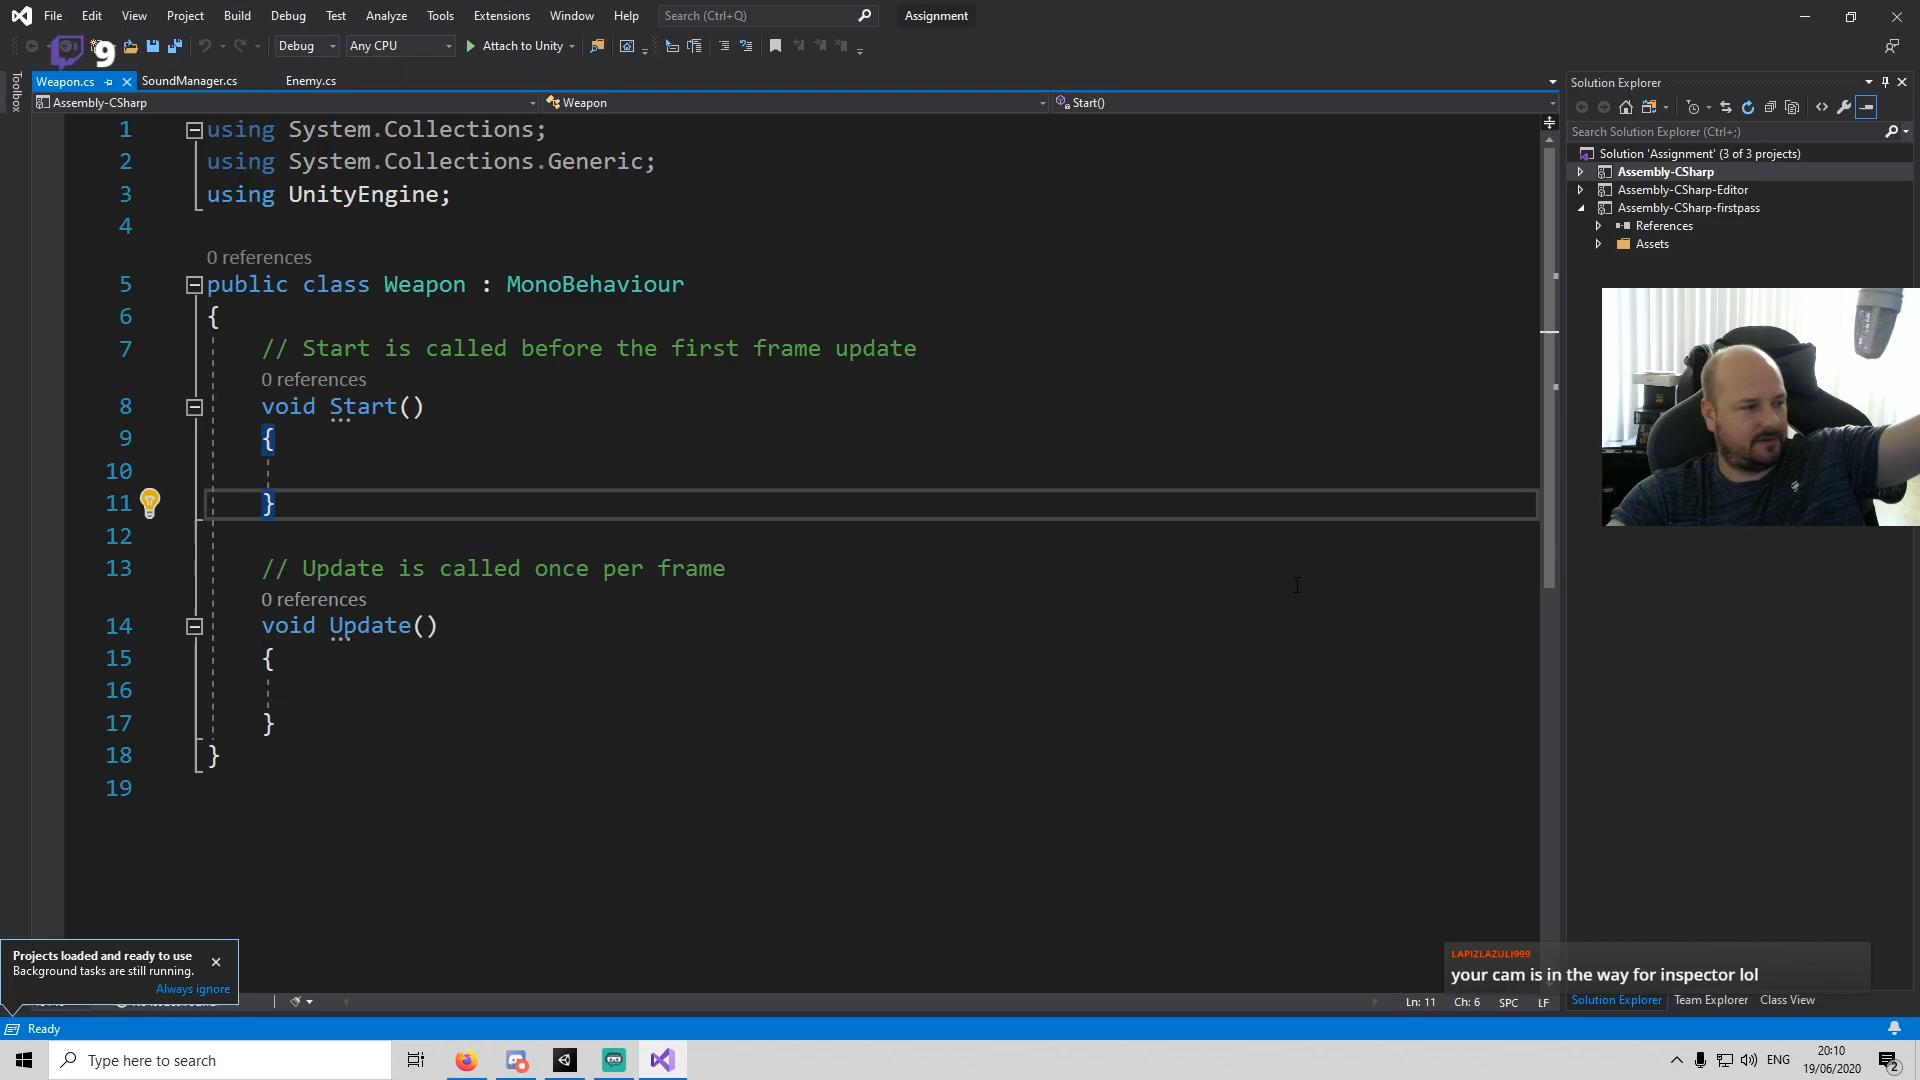 File Edit View Project Build Debug Test Analyze Tools Extensions Window Help Search (Ctrl+Q) Assignment
9 Debug Any CPU Attach to Unity
Toolbox
Weapon.cs SoundManager.cs Enemy.cs
Assembly-CSharp Weapon Start()
1 using System.Collections;
2 using System.Collections.Generic;
3 using UnityEngine;
4
0 references
5 public class Weapon : MonoBehaviour
6 {
7 // Start is called before the first frame update
0 references
8 void Start()
9 {
10
11 }
12
13 // Update is called once per frame
0 references
14 void Update()
15 {
16
17 }
18 }
19
Solution Explorer
Search Solution Explorer (Ctrl+;)
Solution 'Assignment' (3 of 3 projects)
Assembly-CSharp
Assembly-CSharp-Editor
Assembly-CSharp-firstpass
References
Assets
Projects loaded and ready to use
Background tasks are still running.
Always ignore
LAPIZLAZULI999
your cam is in the way for inspector lol
Ln: 11 Ch: 6 SPC LF
Solution Explorer Team Explorer Class View
Ready
Type here to search
ENG
20:10
19/06/2020
2